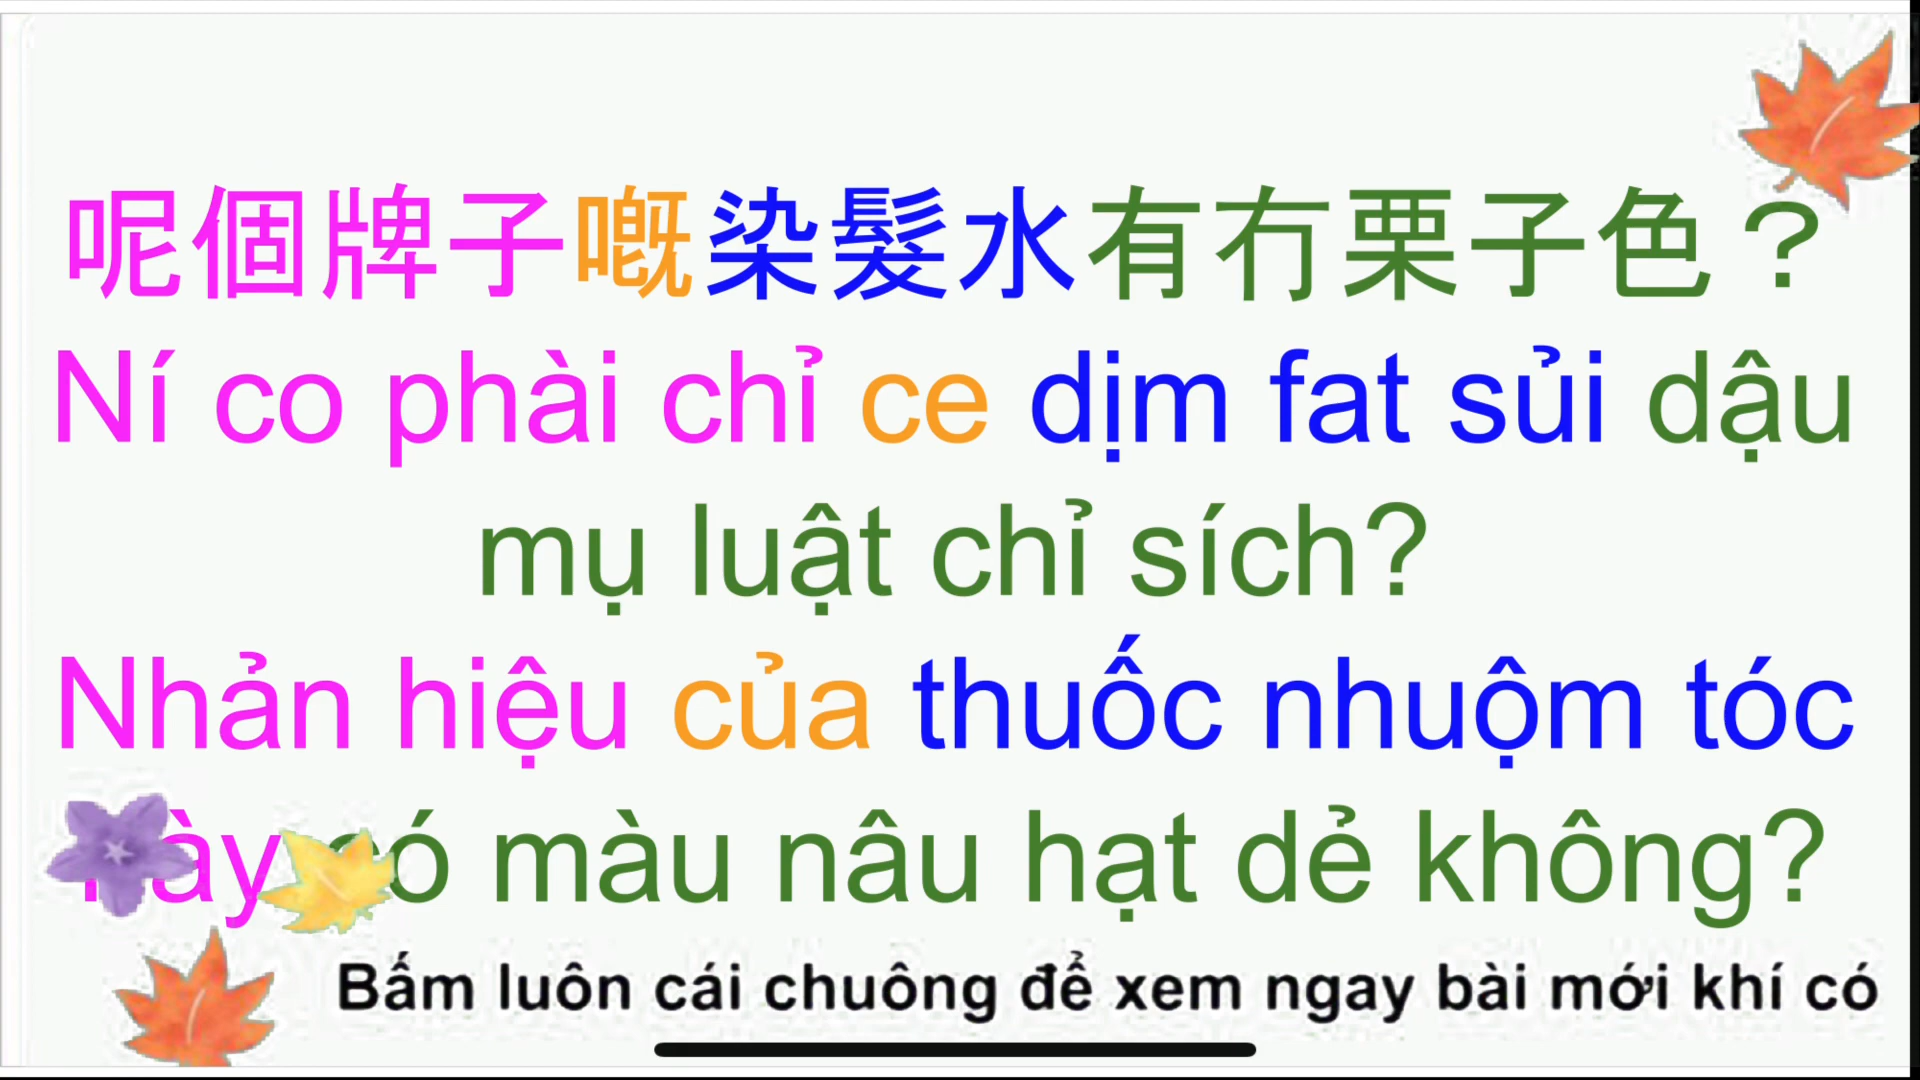 呢個牌子嘅染髮水有冇栗子色？
Ní co phài chỉ ce dịm fat sủi dậu
mụ luật chỉ sích?
Nhản hiệu của thuốc nhuộm tóc
này có màu nâu hạt dẻ không?
Bấm luôn cái chuông để xem ngay bài mới khí có